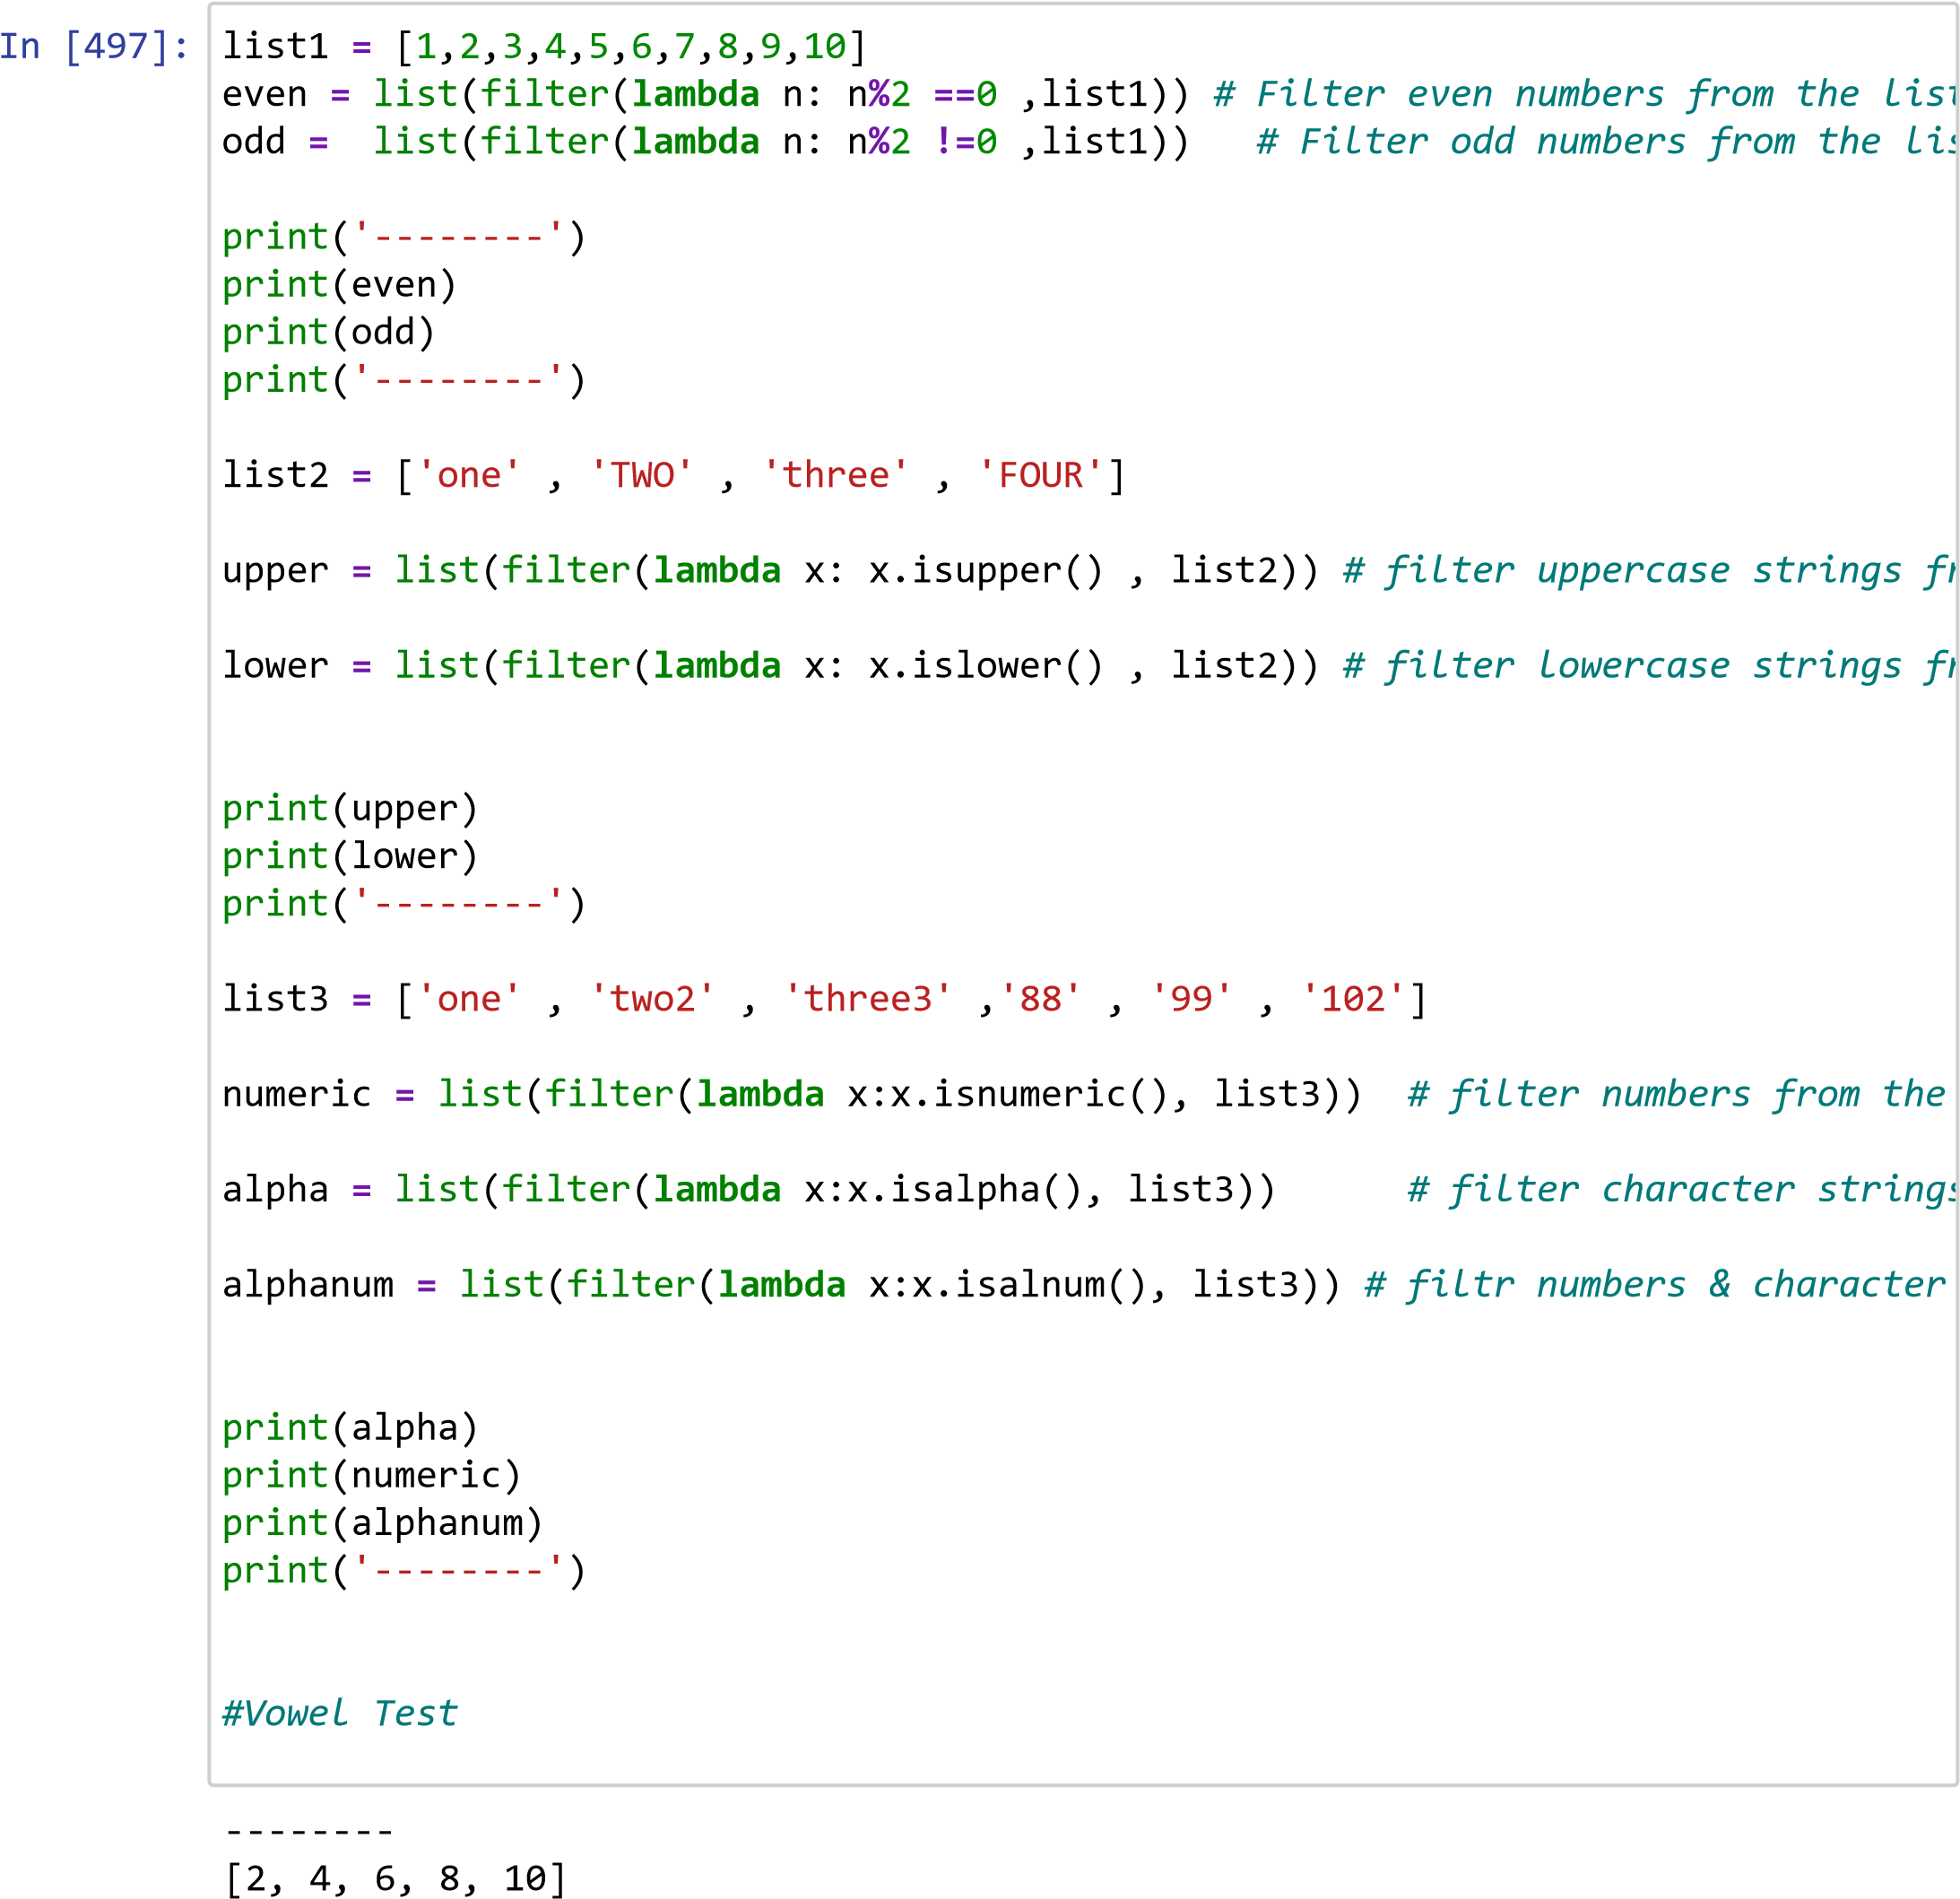 In [497]:
list1 = [1,2,3,4,5,6,7,8,9,10]
even = list(filter(lambda n: n%2 ==0 ,list1)) # Filter even numbers from the
odd =  list(filter(lambda n: n%2 !=0 ,list1))   # Filter odd numbers from the
print('--------')
print(even)
print(odd)
print('--------')
list2 = ['one' , 'TWO' , 'three' , 'FOUR']
upper = list(filter(lambda x: x.isupper() , list2)) # filter uppercase strings
lower = list(filter(lambda x: x.islower() , list2)) # filter lowercase strings
print(upper)
print(lower)
print('--------')
list3 = ['one' , 'two2' , 'three3' ,'88' , '99' , '102']
numeric = list(filter(lambda x:x.isnumeric(), list3))  # filter numbers from the
alpha = list(filter(lambda x:x.isalpha(), list3))      # filter character strings
alphanum = list(filter(lambda x:x.isalnum(), list3)) # filtr numbers & character
print(alpha)
print(numeric)
print(alphanum)
print('--------')
#Vowel Test
--------
[2, 4, 6, 8, 10]